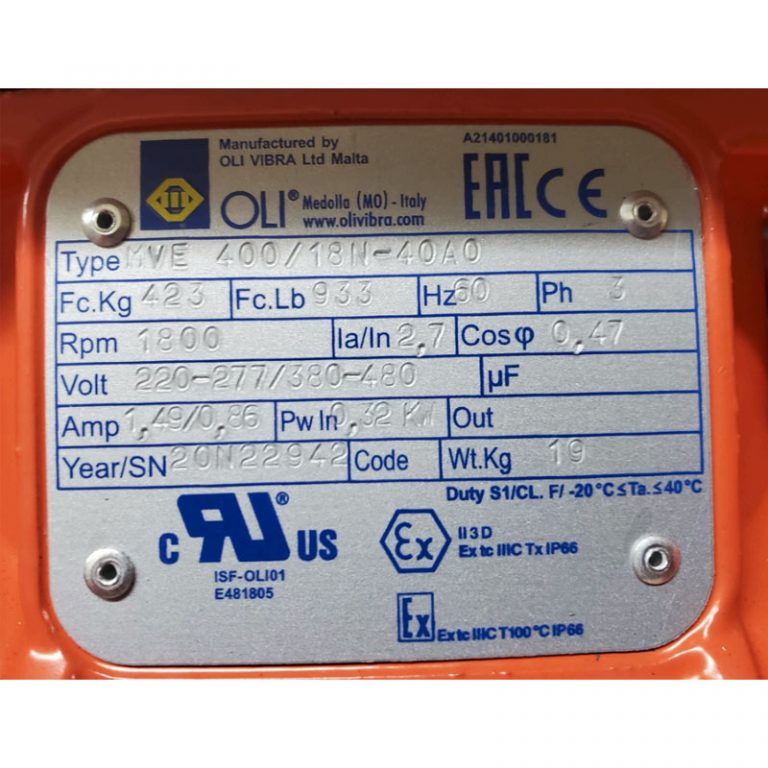 Manufactured by
OLI VIBRA Ltd Malta
A21401000181
OLI® Medolla (MO) - Italy
www.olivibra.com
EAC CE
Type MVE 400/18N-40A0
Fc.Kg 423 Fc.Lb 933 Hz 60 Ph 3
Rpm 1800 Ia/In 2,7 Cosφ 0,47
Volt 220-277/380-480 µF
Amp 1,49/0,86 Pw In 0,32 KW Out
Year/SN 20N22942 Code Wt.Kg 19
Duty S1/CL. F/ -20°C≤Ta.≤40°C
C RU® US
ISF-OLI01
E481805
Ex II 3 D
Ex tc IIIC Tx IP66
Ex Ex tc IIIC T100°C IP66